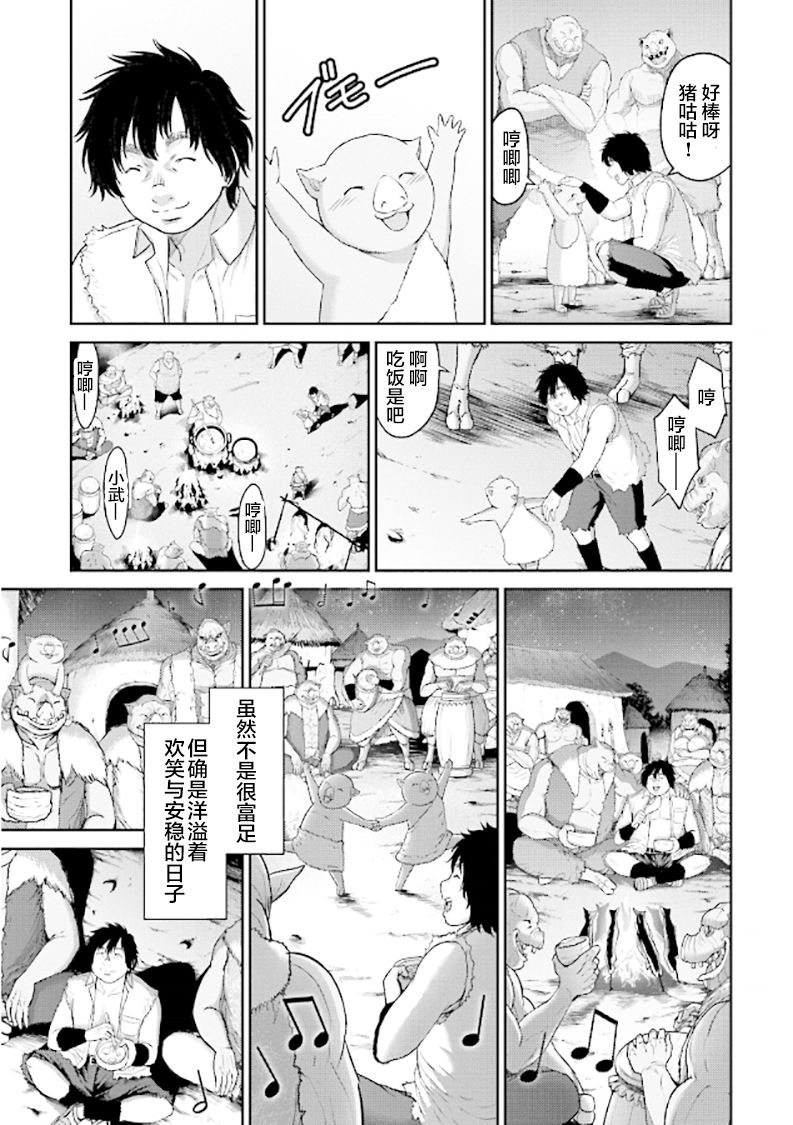 好棒呀
猪咕咕！
哼唧唧
ブモー
哼
哼唧—
啊啊
吃饭是吧
哼唧—
小武—
哼唧—
虽然不是很富足
但确是洋溢着
欢笑与安稳的日子